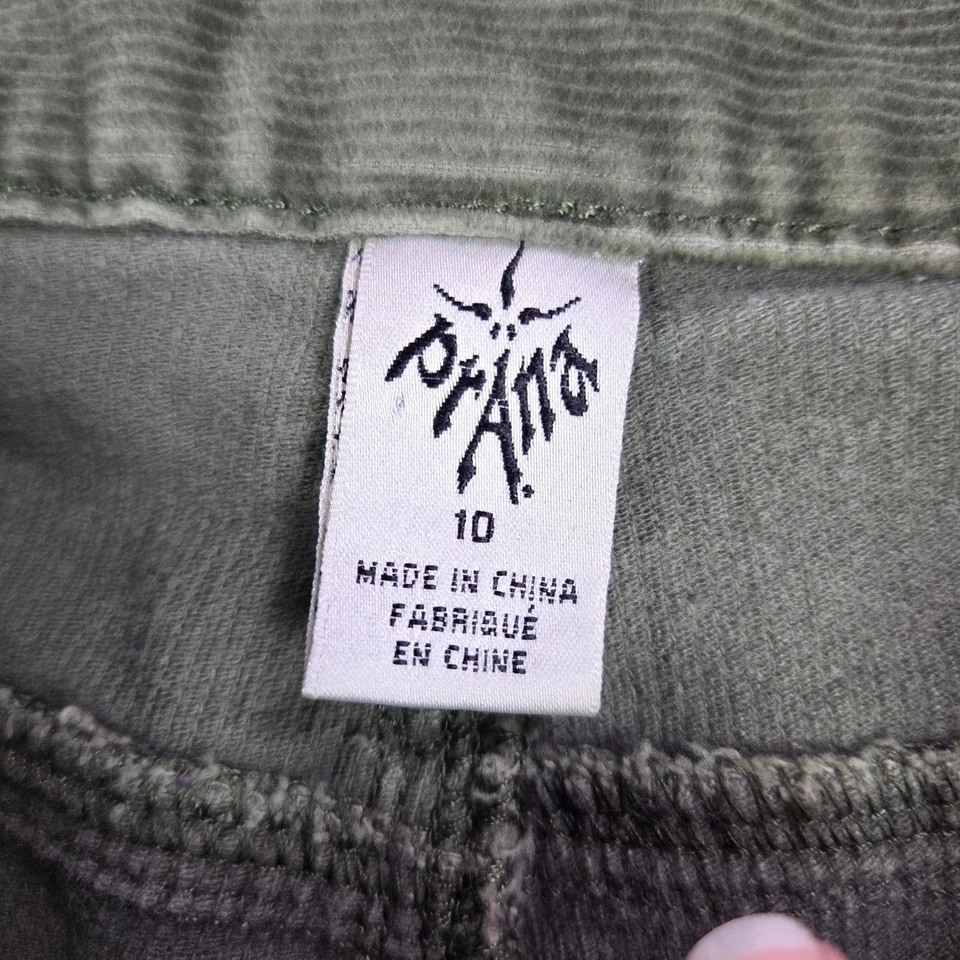 prAna
10
MADE IN CHINA
FABRIQUÉ
EN CHINE